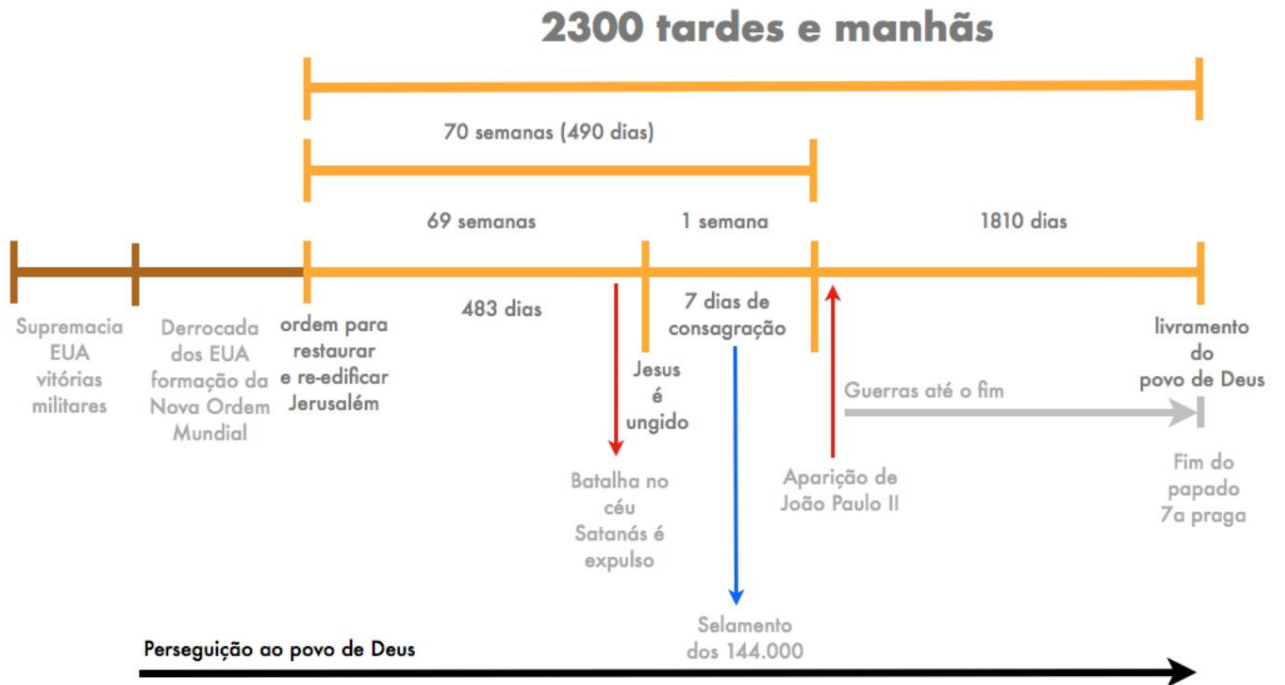 2300 tardes e manhãs
70 semanas (490 dias)
69 semanas
1 semana
1810 dias
483 dias
7 dias de
consagração
Supremacia
EUA
vitórias
militares
Derrocada
dos EUA
formação da
Nova Ordem
Mundial
ordem para
restaurar
e re-edificar
Jerusalém
Jesus
é
ungido
livramento
do
povo de Deus
Guerras até o fim
Batalha no
céu
Satanás é
expulso
Aparição de
João Paulo II
Fim do
papado
7a praga
Selamento
dos 144.000
Perseguição ao povo de Deus